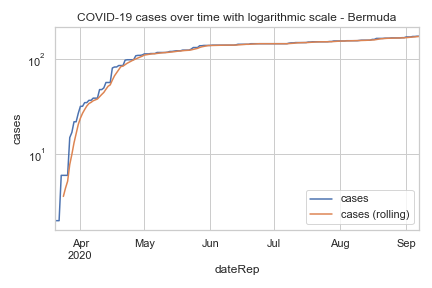 COVID-19 cases over time with logarithmic scale - Bermuda
cases
10²
10¹
cases
cases (rolling)
Apr May Jun Jul Aug Sep
2020
dateRep